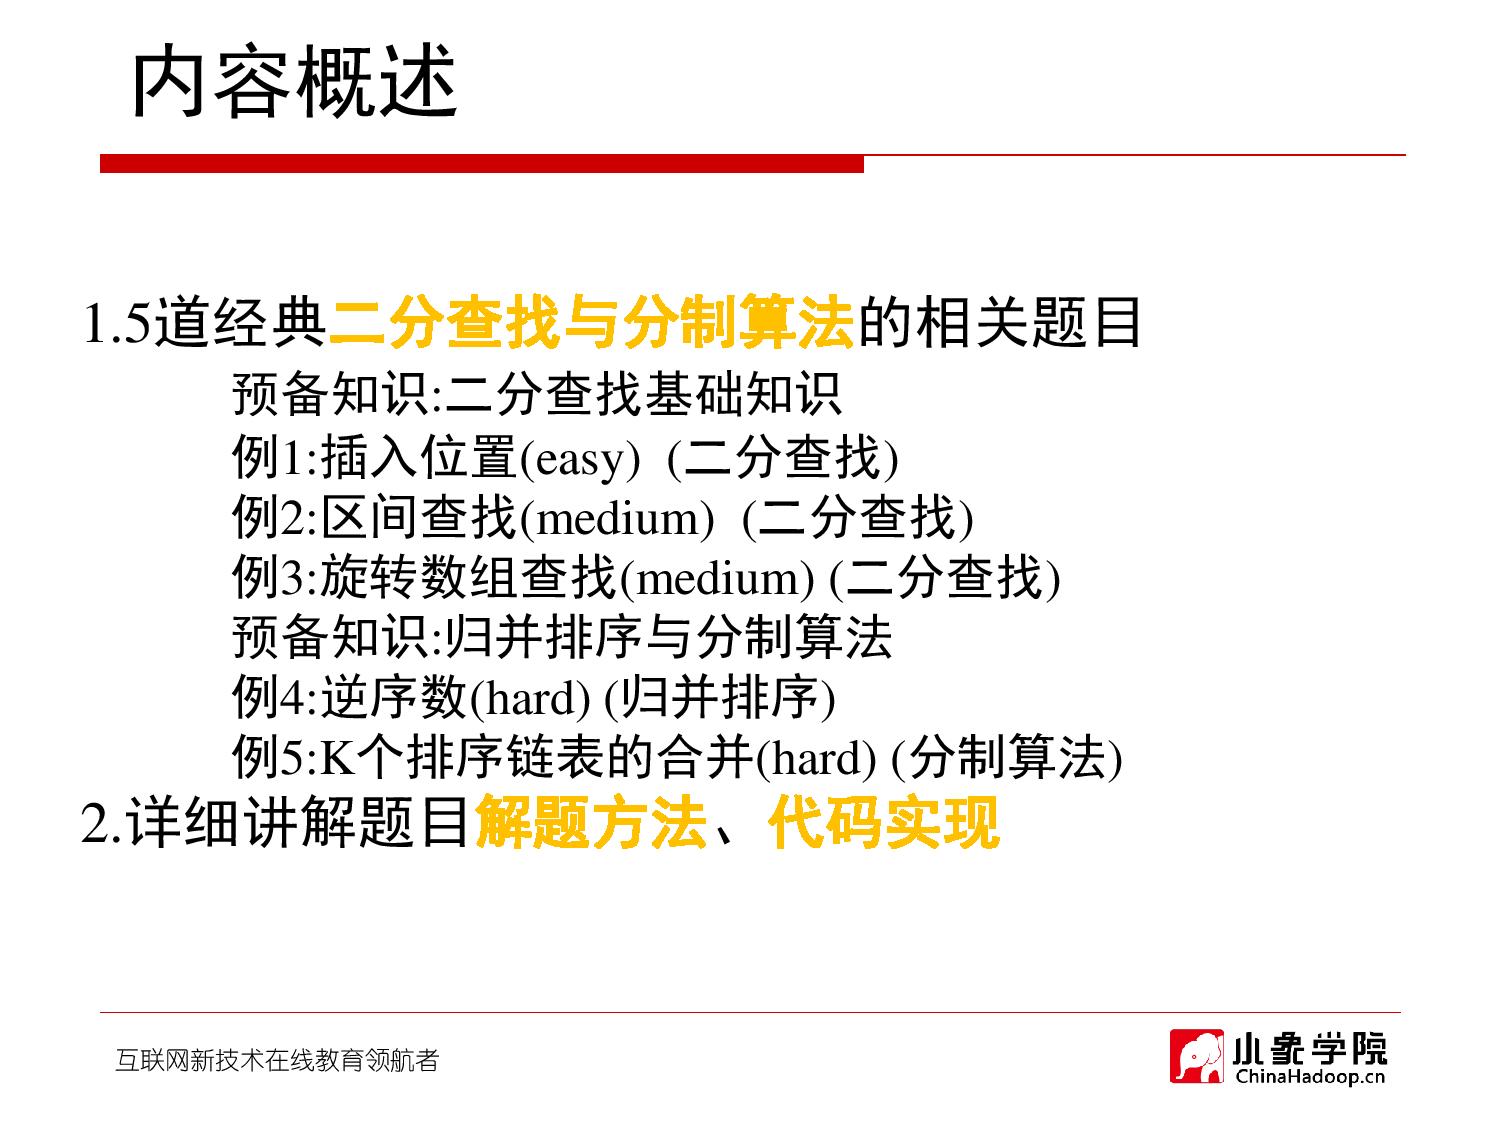 内容概述
1.5道经典二分查找与分制算法的相关题目
预备知识:二分查找基础知识
例1:插入位置(easy) (二分查找)
例2:区间查找(medium) (二分查找)
例3:旋转数组查找(medium) (二分查找)
预备知识:归并排序与分制算法
例4:逆序数(hard) (归并排序)
例5:K个排序链表的合并(hard) (分制算法)
2.详细讲解题目解题方法、代码实现
互联网新技术在线教育领航者
小象学院
ChinaHadoop.cn